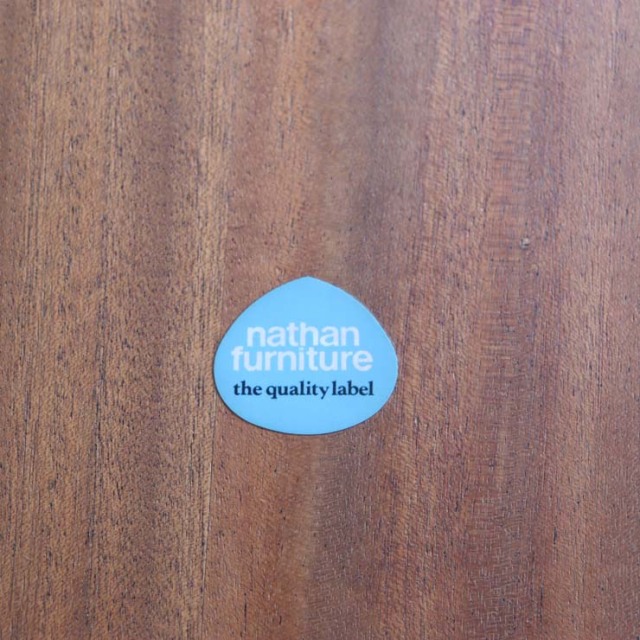 nathan
furniture
the quality label